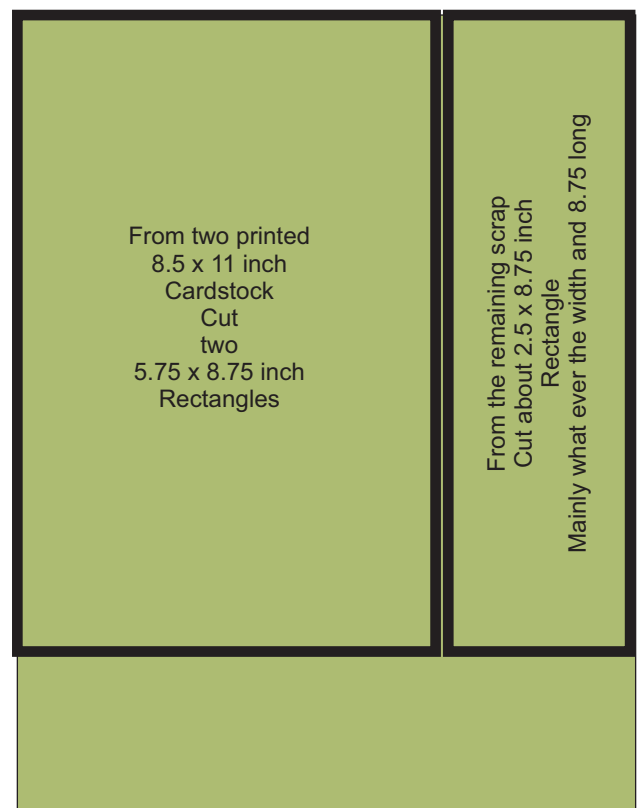 From two printed
8.5 x 11 inch
Cardstock
Cut
two
5.75 x 8.75 inch
Rectangles
From the remaining scrap
Cut about 2.5 x 8.75 inch
Rectangle
Mainly what ever the width and 8.75 long